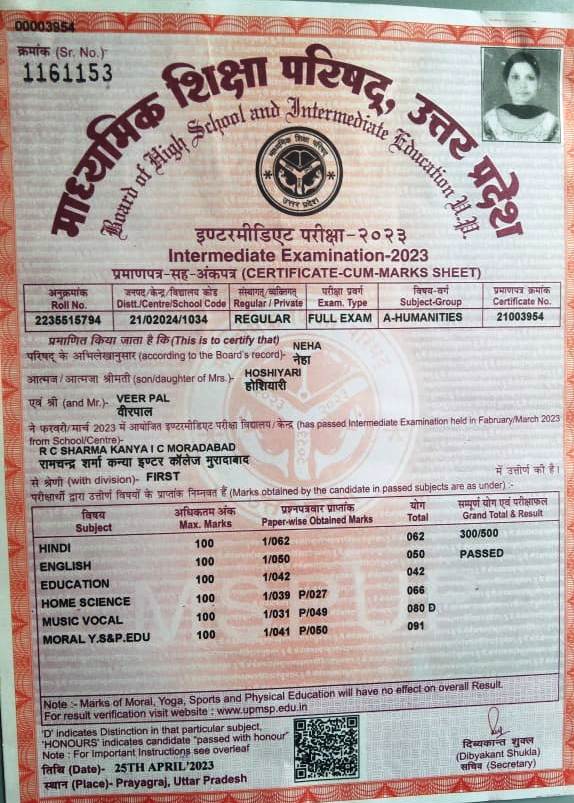 00003954
क्रमांक (Sr. No.)-
1161153
माध्यमिक शिक्षा परिषद्, उत्तर प्रदेश
Board of High School and Intermediate Education U.P.
माध्यमिक शिक्षा परिषद्
उत्तर प्रदेश
इण्टरमीडिएट परीक्षा-२०२३
Intermediate Examination-2023
प्रमाणपत्र-सह-अंकपत्र (CERTIFICATE-CUM-MARKS SHEET)
अनुक्रमांक जनपद/केन्द्र/विद्यालय कोड संस्थागत/व्यक्तिगत परीक्षा प्रवर्ग विषय-वर्ग प्रमाणपत्र क्रमांक
Roll No. Distt./Centre/School Code Regular / Private Exam. Type Subject-Group Certificate No.
2235515794 21/02024/1034 REGULAR FULL EXAM A-HUMANITIES 21003954
प्रमाणित किया जाता है कि (This is to certify that)
NEHA
परिषद् के अभिलेखानुसार (according to the Board's record)- नेहा
HOSHIYARI
आत्मज / आत्मजा श्रीमती (son/daughter of Mrs.)- होशियारी
VEER PAL
एवं श्री (and Mr.)- वीरपाल
ने फरवरी/मार्च 2023 में आयोजित इण्टरमीडिएट परीक्षा विद्यालय / केन्द्र (has passed Intermediate Examination held in Fabruary/March 2023
from School/Centre)-
R C SHARMA KANYA I C MORADABAD
रामचन्द्र शर्मा कन्या इण्टर कॉलेज मुरादाबाद
से श्रेणी (with division)- FIRST में उत्तीर्ण की है।
परीक्षार्थी द्वारा उत्तीर्ण विषयों के प्राप्तांक निम्नवत हैं (Marks obtained by the candidate in passed subjects are as under) :-
विषय अधिकतम अंक प्रश्नपत्रवार प्राप्तांक योग सम्पूर्ण योग एवं परीक्षाफल
Subject Max. Marks Paper-wise Obtained Marks Total Grand Total & Result
HINDI 100 1/062 062 300/500
ENGLISH 100 1/050 050 PASSED
EDUCATION 100 1/042 042
HOME SCIENCE 100 1/039 P/027 066
MUSIC VOCAL 100 1/031 P/049 080 D
MORAL Y.S&P.EDU 100 1/041 P/050 091
Note :- Marks of Moral, Yoga, Sports and Physical Education will have no effect on overall Result.
For result verification visit website : www.upmsp.edu.in
'D' indicates Distinction in that particular subject,
'HONOURS' indicates candidate "passed with honour"
Note : For Important Instructions see overleaf
तिथि (Date)- 25TH APRIL'2023
स्थान (Place)- Prayagraj, Uttar Pradesh
दिब्यकान्त शुक्ल
(Dibyakant Shukla)
सचिव (Secretary)